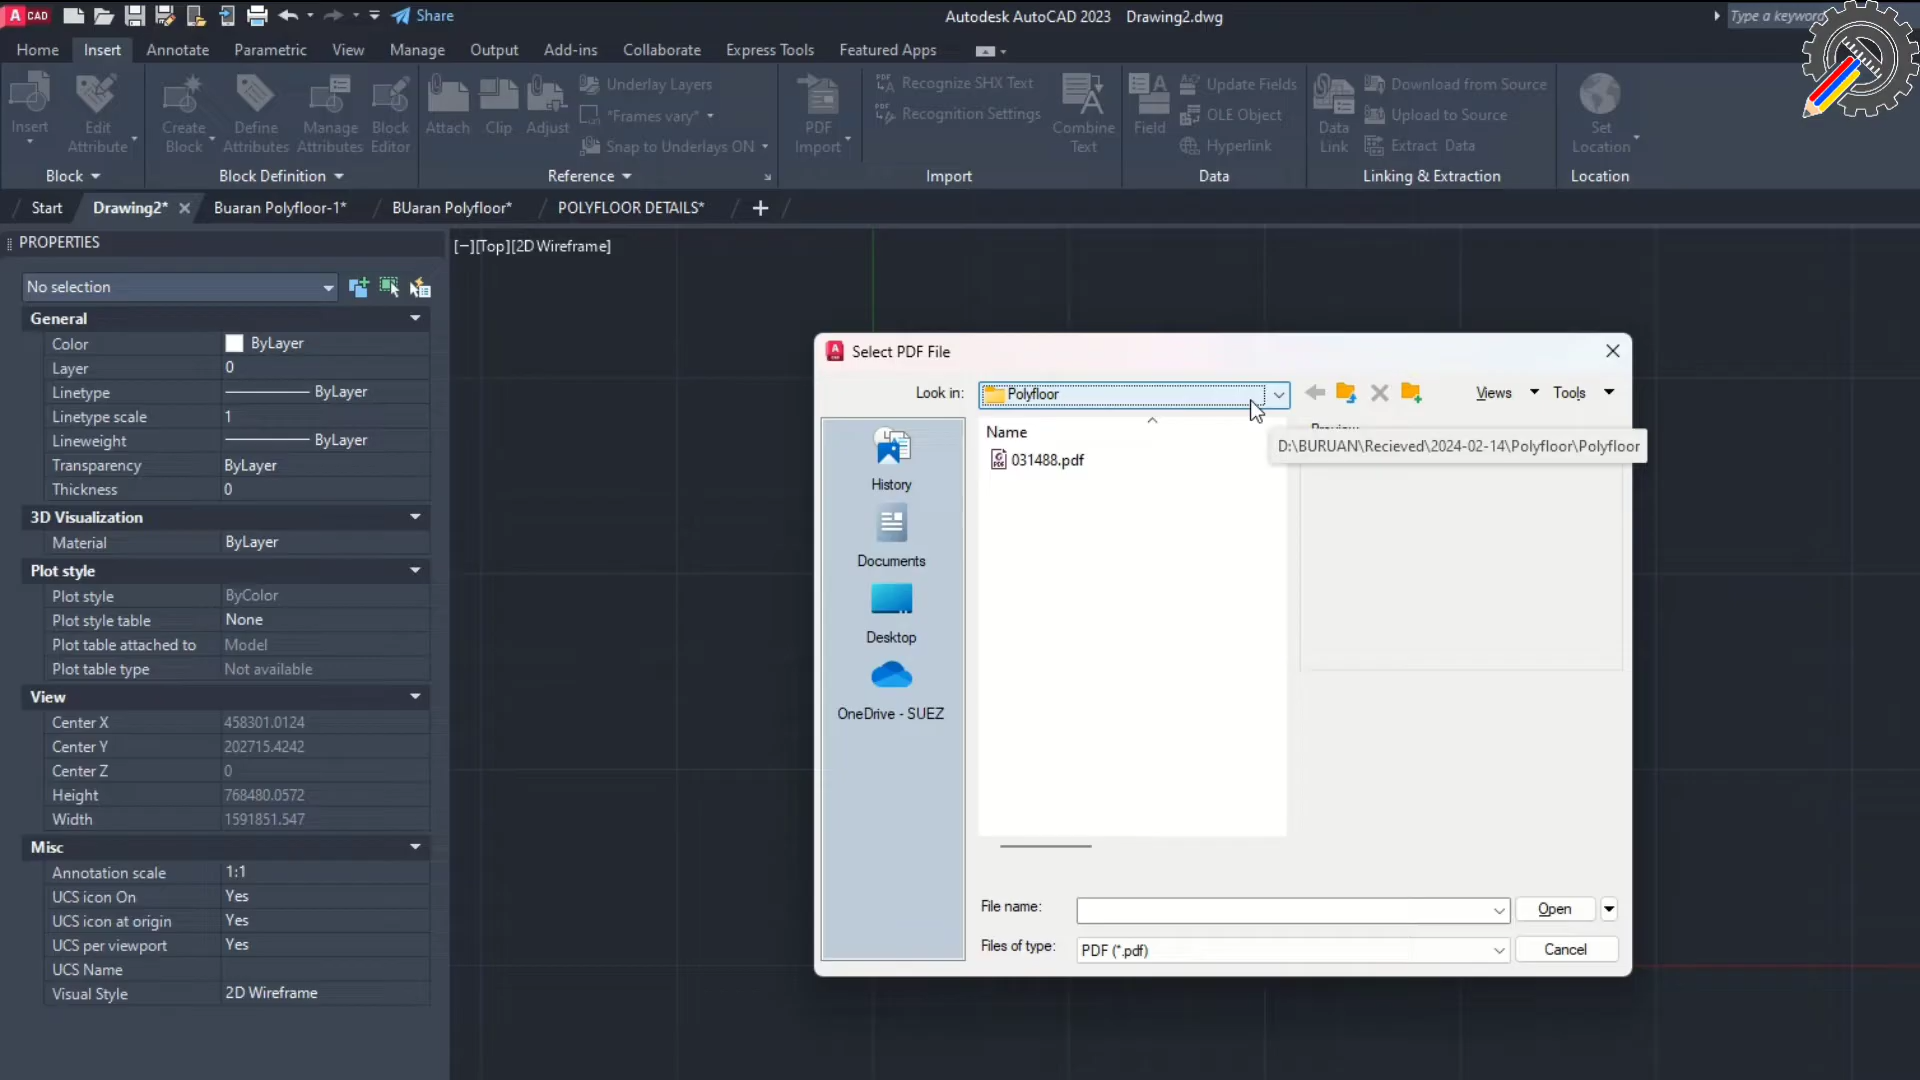 A CAD
Share
Autodesk AutoCAD 2023 Drawing2.dwg
Type a keyword
Home Insert Annotate Parametric View Manage Output Add-ins Collaborate Express Tools Featured Apps
Insert
Edit Attribute
Create Block
Define Attributes
Manage Attributes
Block Editor
Attach Clip Adjust
Underlay Layers
*Frames vary*
Snap to Underlays ON
PDF Import
Recognize SHX Text
Recognition Settings
Combine Text
Field
Update Fields
OLE Object
Hyperlink
Data Link
Download from Source
Upload to Source
Extract Data
Set Location
Block Block Definition Reference Import Data Linking & Extraction Location
Start Drawing2* Buaran Polyfloor-1* BUaran Polyfloor* POLYFLOOR DETAILS*
PROPERTIES
[−][Top][2D Wireframe]
No selection
General
Color ByLayer
Layer 0
Linetype ByLayer
Linetype scale 1
Lineweight ByLayer
Transparency ByLayer
Thickness 0
3D Visualization
Material ByLayer
Plot style
Plot style ByColor
Plot style table None
Plot table attached to Model
Plot table type Not available
View
Center X 458301.0124
Center Y 202715.4242
Center Z 0
Height 768480.0572
Width 1591851.547
Misc
Annotation scale 1:1
UCS icon On Yes
UCS icon at origin Yes
UCS per viewport Yes
UCS Name
Visual Style 2D Wireframe
Select PDF File
Look in: Polyfloor
Views Tools
Name
031488.pdf
D:\BURUAN\Recieved\2024-02-14\Polyfloor\Polyfloor
History
Documents
Desktop
OneDrive - SUEZ
File name:
Open
Files of type: PDF (*.pdf)
Cancel